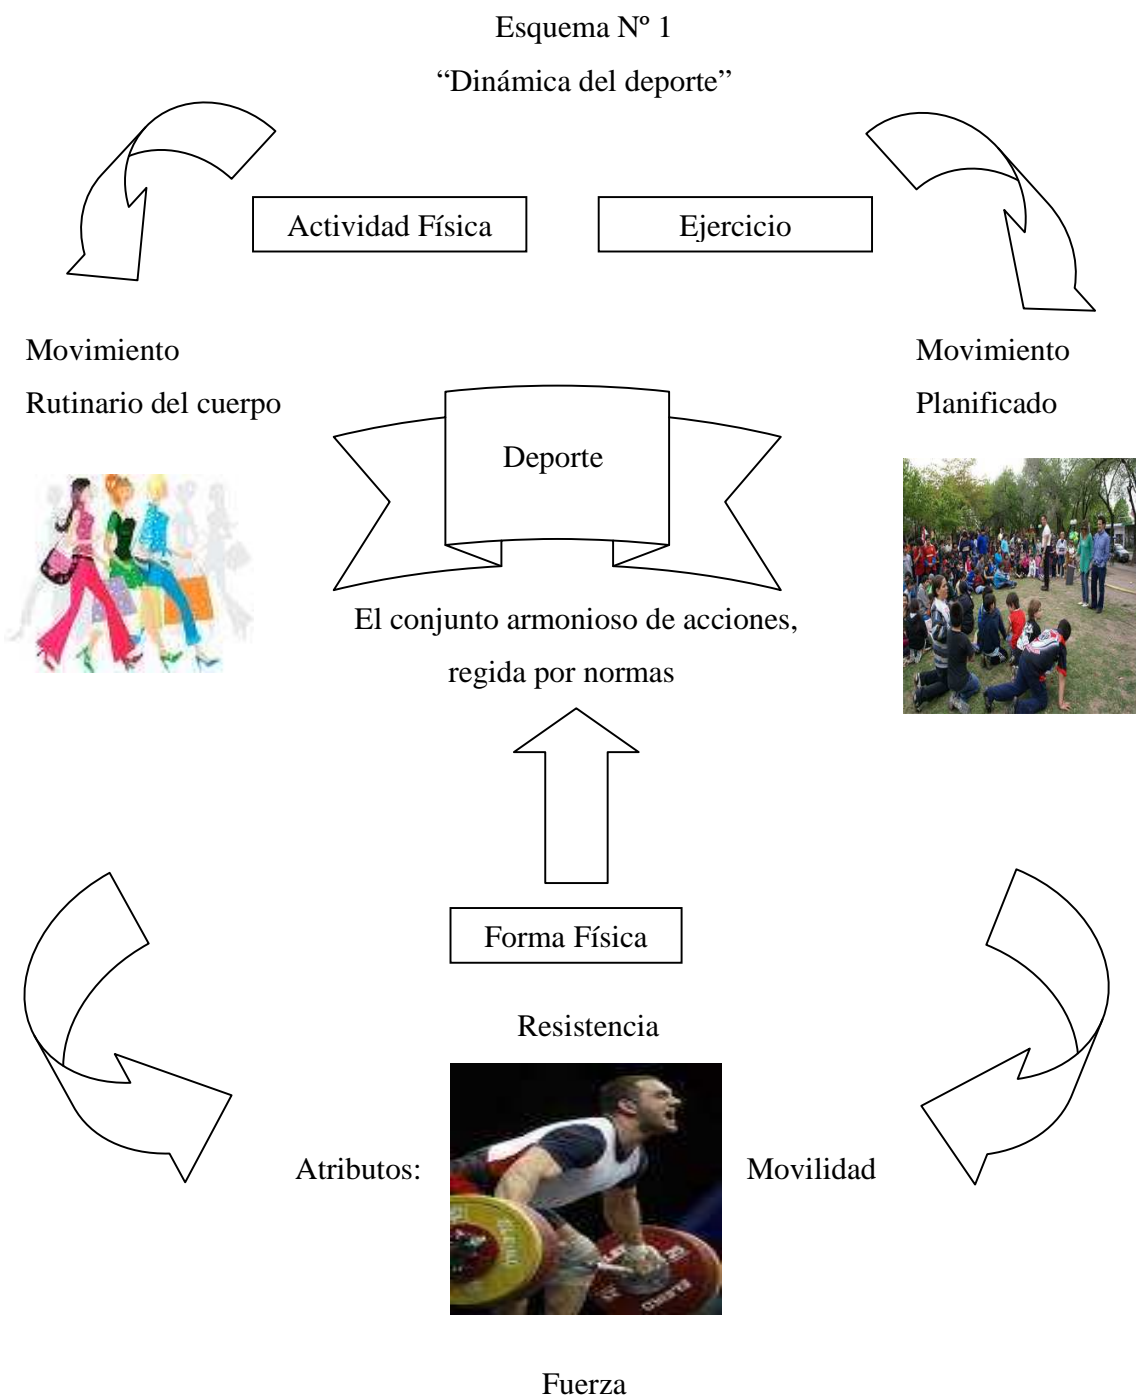 Esquema Nº 1
“Dinámica del deporte”
Actividad Física
Ejercicio
Movimiento
Rutinario del cuerpo
Movimiento
Planificado
Deporte
El conjunto armonioso de acciones,
regida por normas
Forma Física
Resistencia
Atributos:
Movilidad
Fuerza